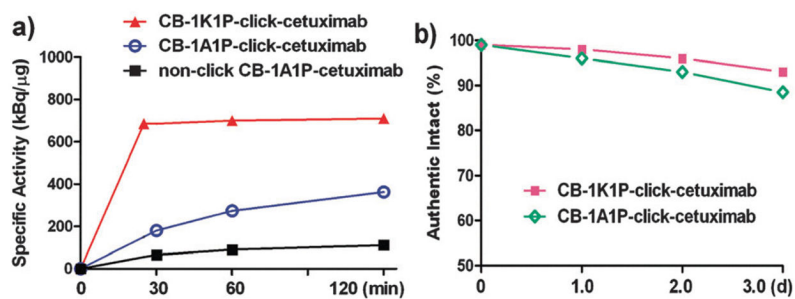 a)
CB-1K1P-click-cetuximab
CB-1A1P-click-cetuximab
non-click CB-1A1P-cetuximab
Specific Activity (kBq/µg)
1000
800
600
400
200
0
0 30 60 120 (min)
b)
Authentic Intact (%)
100
90
80
70
60
50
CB-1K1P-click-cetuximab
CB-1A1P-click-cetuximab
0 1.0 2.0 3.0 (d)